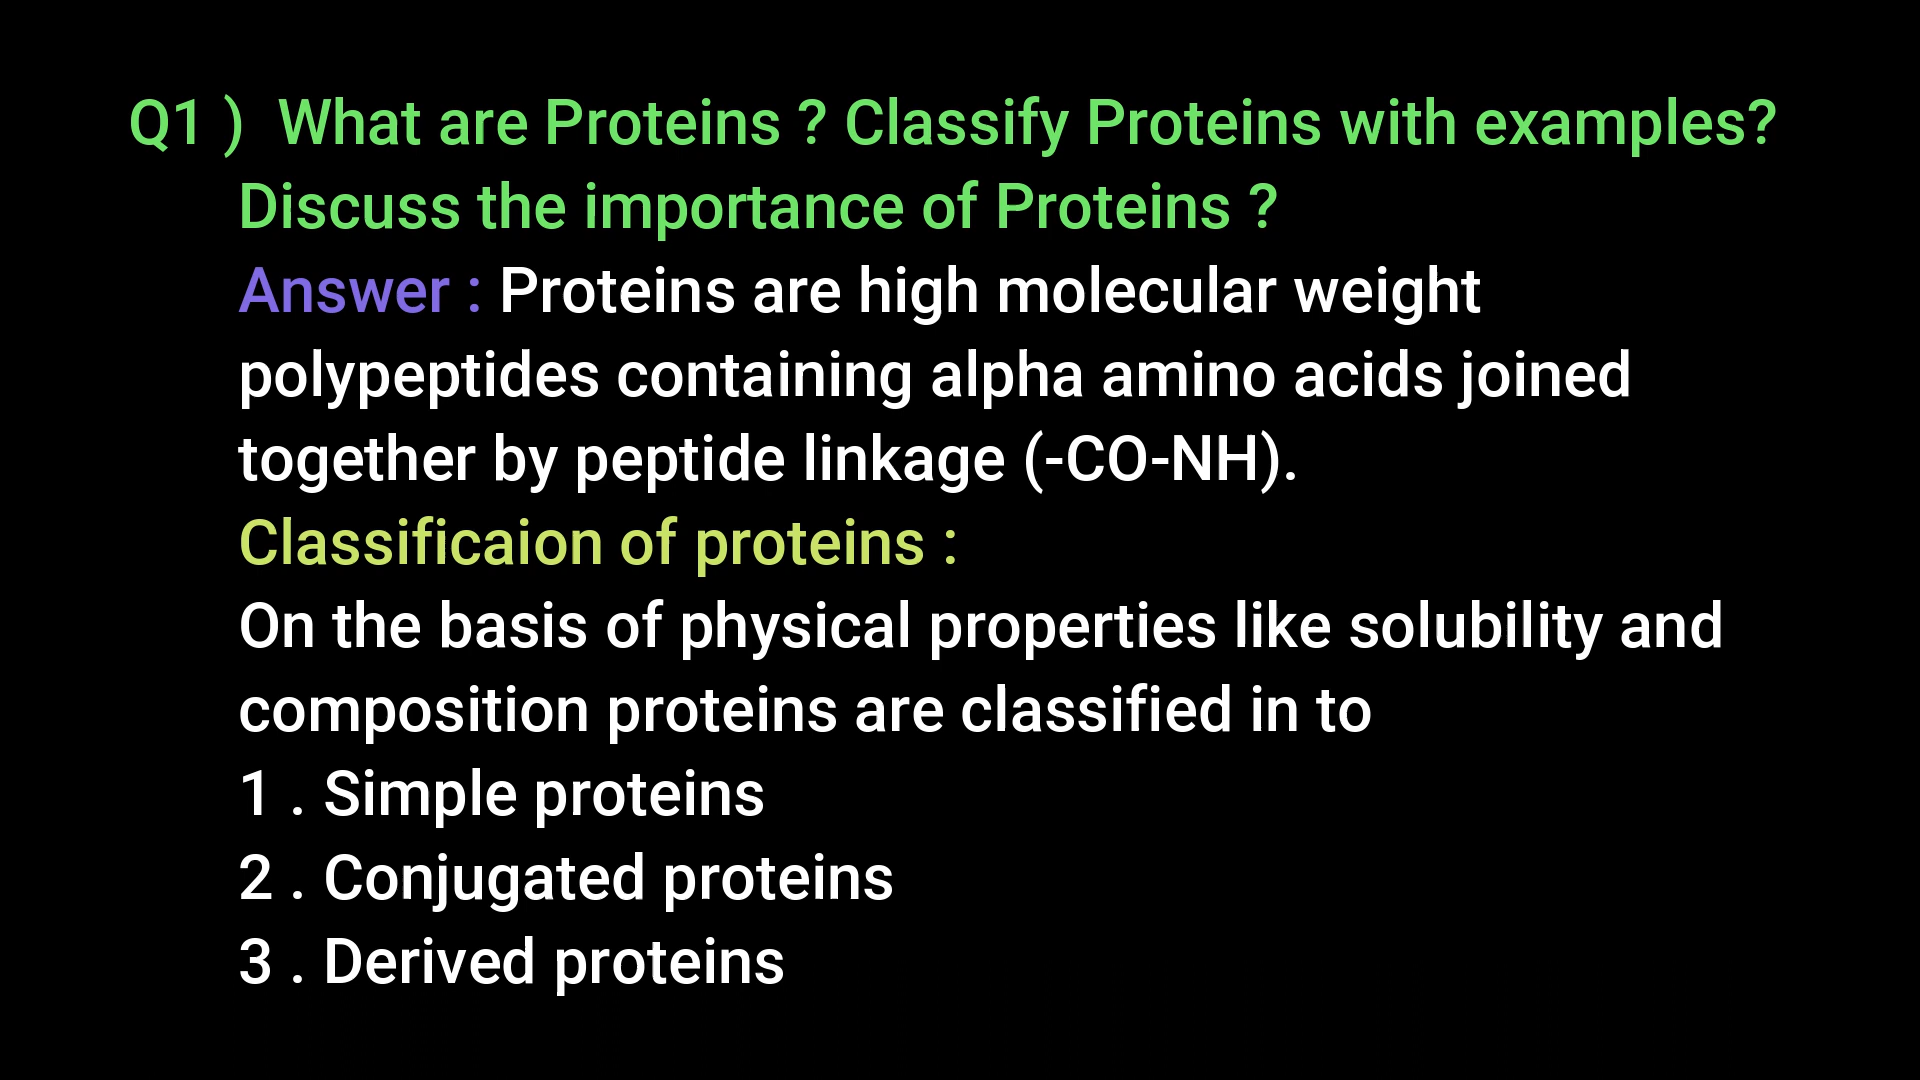 Q1 )  What are Proteins ? Classify Proteins with examples?
Discuss the importance of Proteins ?
Answer : Proteins are high molecular weight
polypeptides containing alpha amino acids joined
together by peptide linkage (-CO-NH).
Classificaion of proteins :
On the basis of physical properties like solubility and
composition proteins are classified in to
1 . Simple proteins
2 . Conjugated proteins
3 . Derived proteins